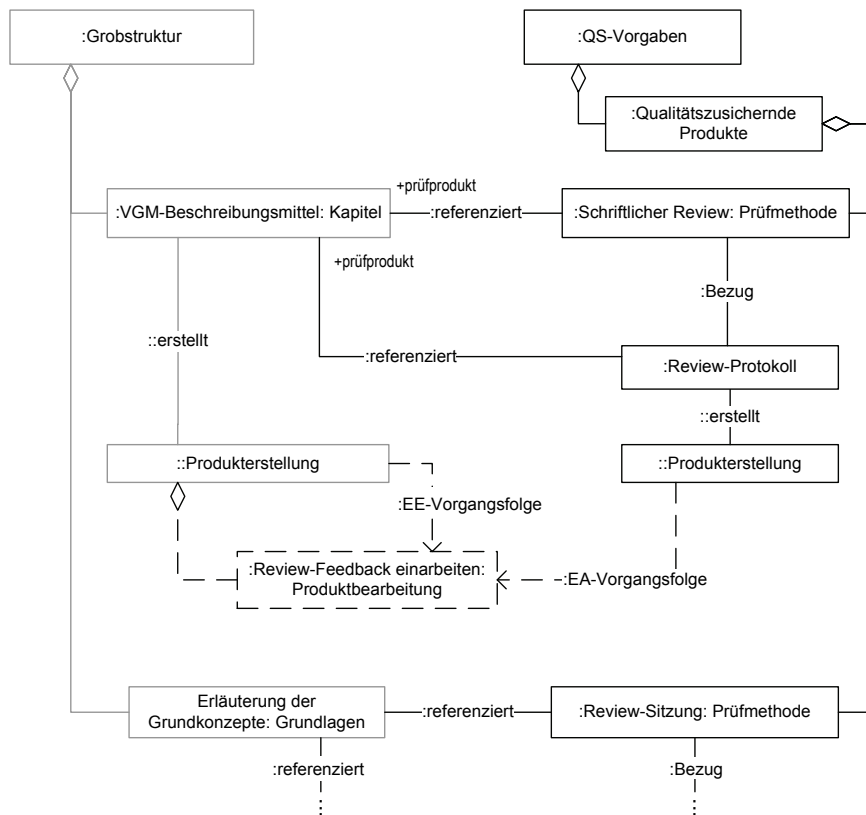 :Grobstruktur
:QS-Vorgaben
:Qualitätszusichernde
Produkte
+prüfprodukt
:VGM-Beschreibungsmittel: Kapitel
:referenziert
:Schriftlicher Review: Prüfmethode
+prüfprodukt
:Bezug
::erstellt
:referenziert
:Review-Protokoll
::erstellt
::Produkterstellung
::Produkterstellung
:EE-Vorgangsfolge
:Review-Feedback einarbeiten:
Produktbearbeitung
:EA-Vorgangsfolge
Erläuterung der
Grundkonzepte: Grundlagen
:referenziert
:Review-Sitzung: Prüfmethode
:referenziert
:Bezug